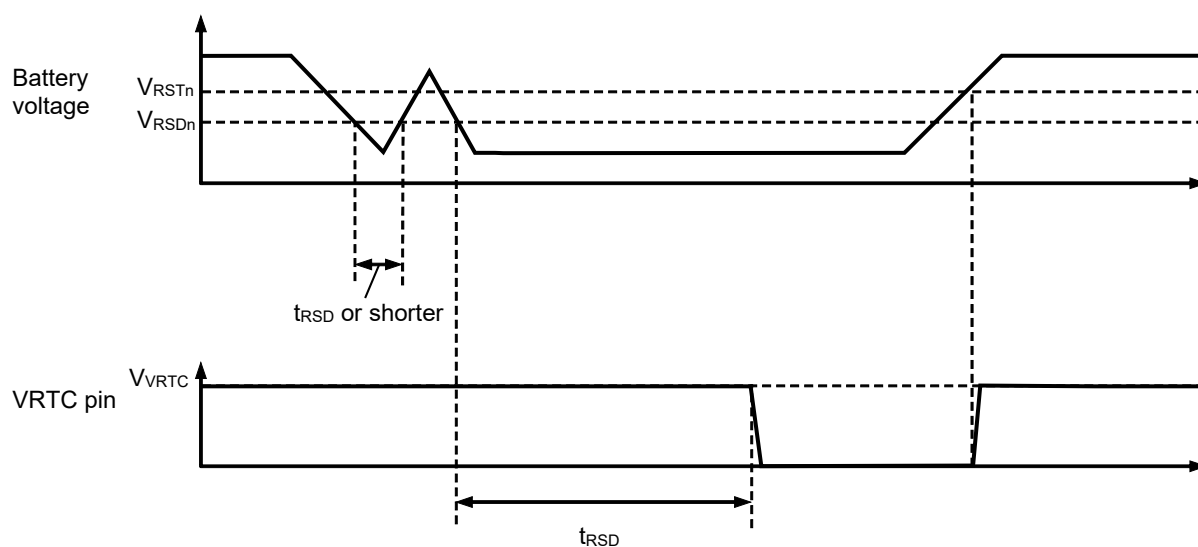 Battery
voltage
VRSTn
VRSDn
tRSD or shorter
VVRTC
VRTC pin
tRSD